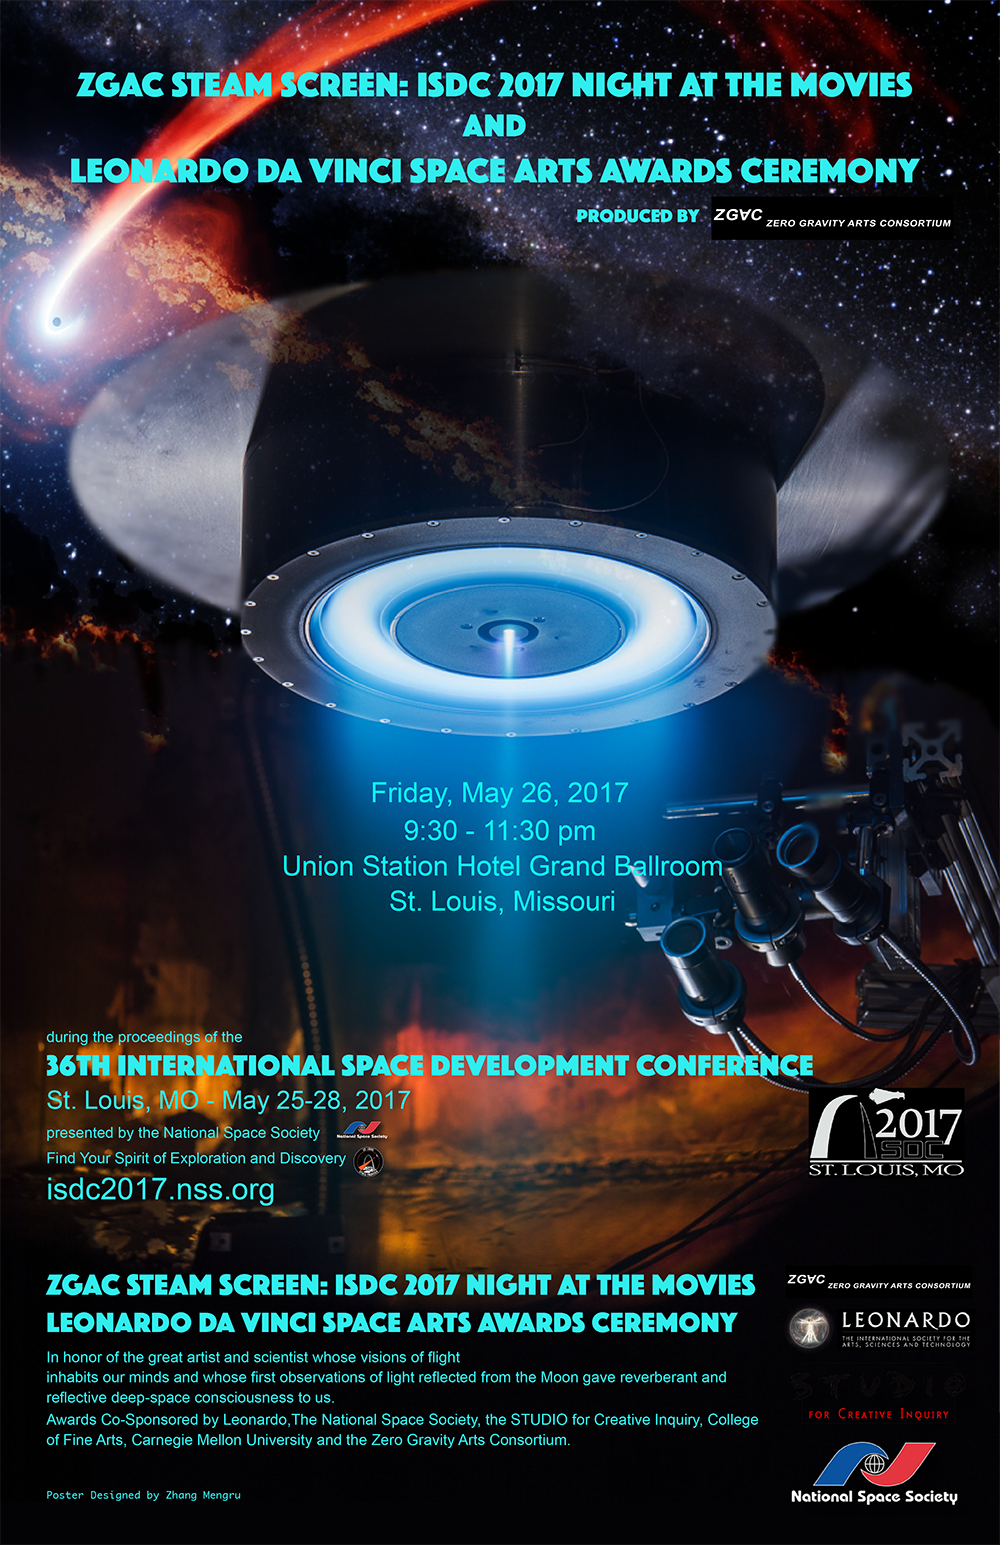 ZGAC STEAM SCREEN: ISDC 2017 NIGHT AT THE MOVIES
AND
LEONARDO DA VINCI SPACE ARTS AWARDS CEREMONY
PRODUCED BY ZGAC ZERO GRAVITY ARTS CONSORTIUM
Friday, May 26, 2017
9:30 - 11:30 pm
Union Station Hotel Grand Ballroom
St. Louis, Missouri
during the proceedings of the
36TH INTERNATIONAL SPACE DEVELOPMENT CONFERENCE
St. Louis, MO - May 25-28, 2017
presented by the National Space Society National Space Society
Find Your Spirit of Exploration and Discovery
isdc2017.nss.org
2017
ISDC
ST. LOUIS, MO
ZGAC STEAM SCREEN: ISDC 2017 NIGHT AT THE MOVIES
LEONARDO DA VINCI SPACE ARTS AWARDS CEREMONY
In honor of the great artist and scientist whose visions of flight
inhabits our minds and whose first observations of light reflected from the Moon gave reverberant and
reflective deep-space consciousness to us.
Awards Co-Sponsored by Leonardo,The National Space Society, the STUDIO for Creative Inquiry, College
of Fine Arts, Carnegie Mellon University and the Zero Gravity Arts Consortium.
Poster Designed by Zhang Mengru
ZGAC ZERO GRAVITY ARTS CONSORTIUM
LEONARDO
THE INTERNATIONAL SOCIETY FOR THE
ARTS, SCIENCES AND TECHNOLOGY
STUDIO
FOR CREATIVE INQUIRY
National Space Society